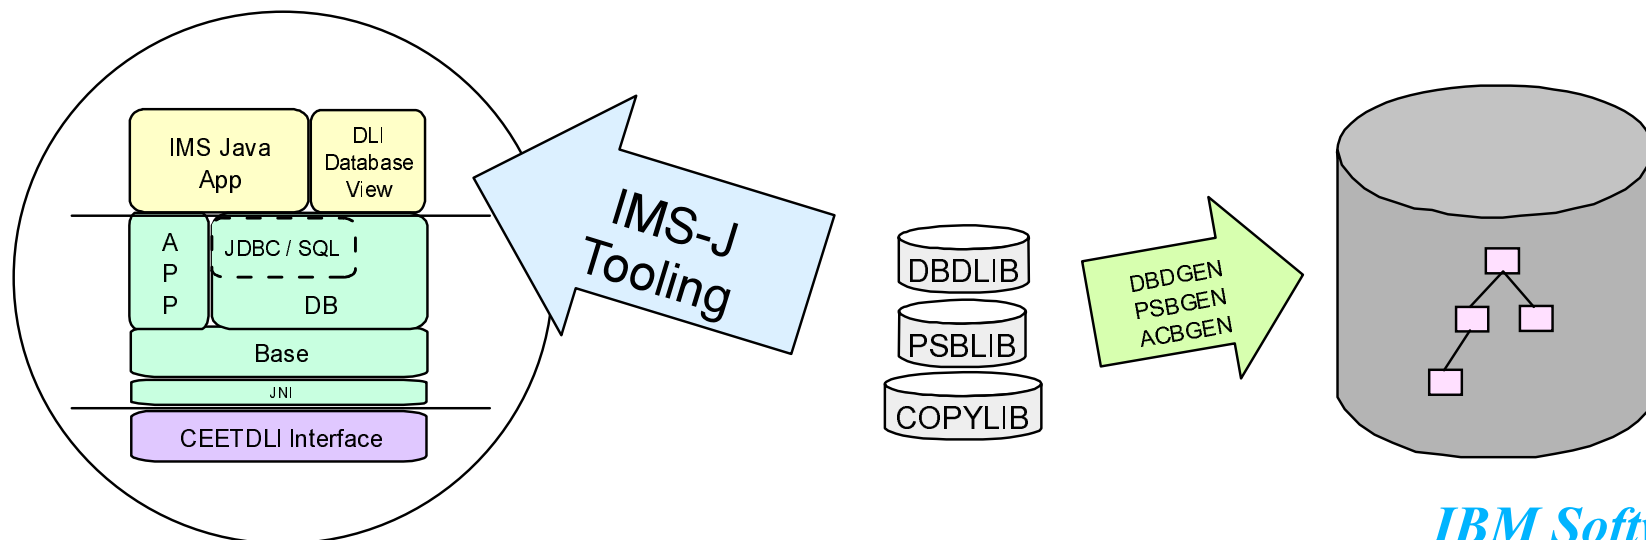 IMS Java
App
DLI
Database
View
A
P
P
JDBC / SQL
DB
Base
JNI
CEETDLI Interface
IMS-J
Tooling
DBDLIB
PSBLIB
COPYLIB
DBDGEN
PSBGEN
ACBGEN
IBM Softw